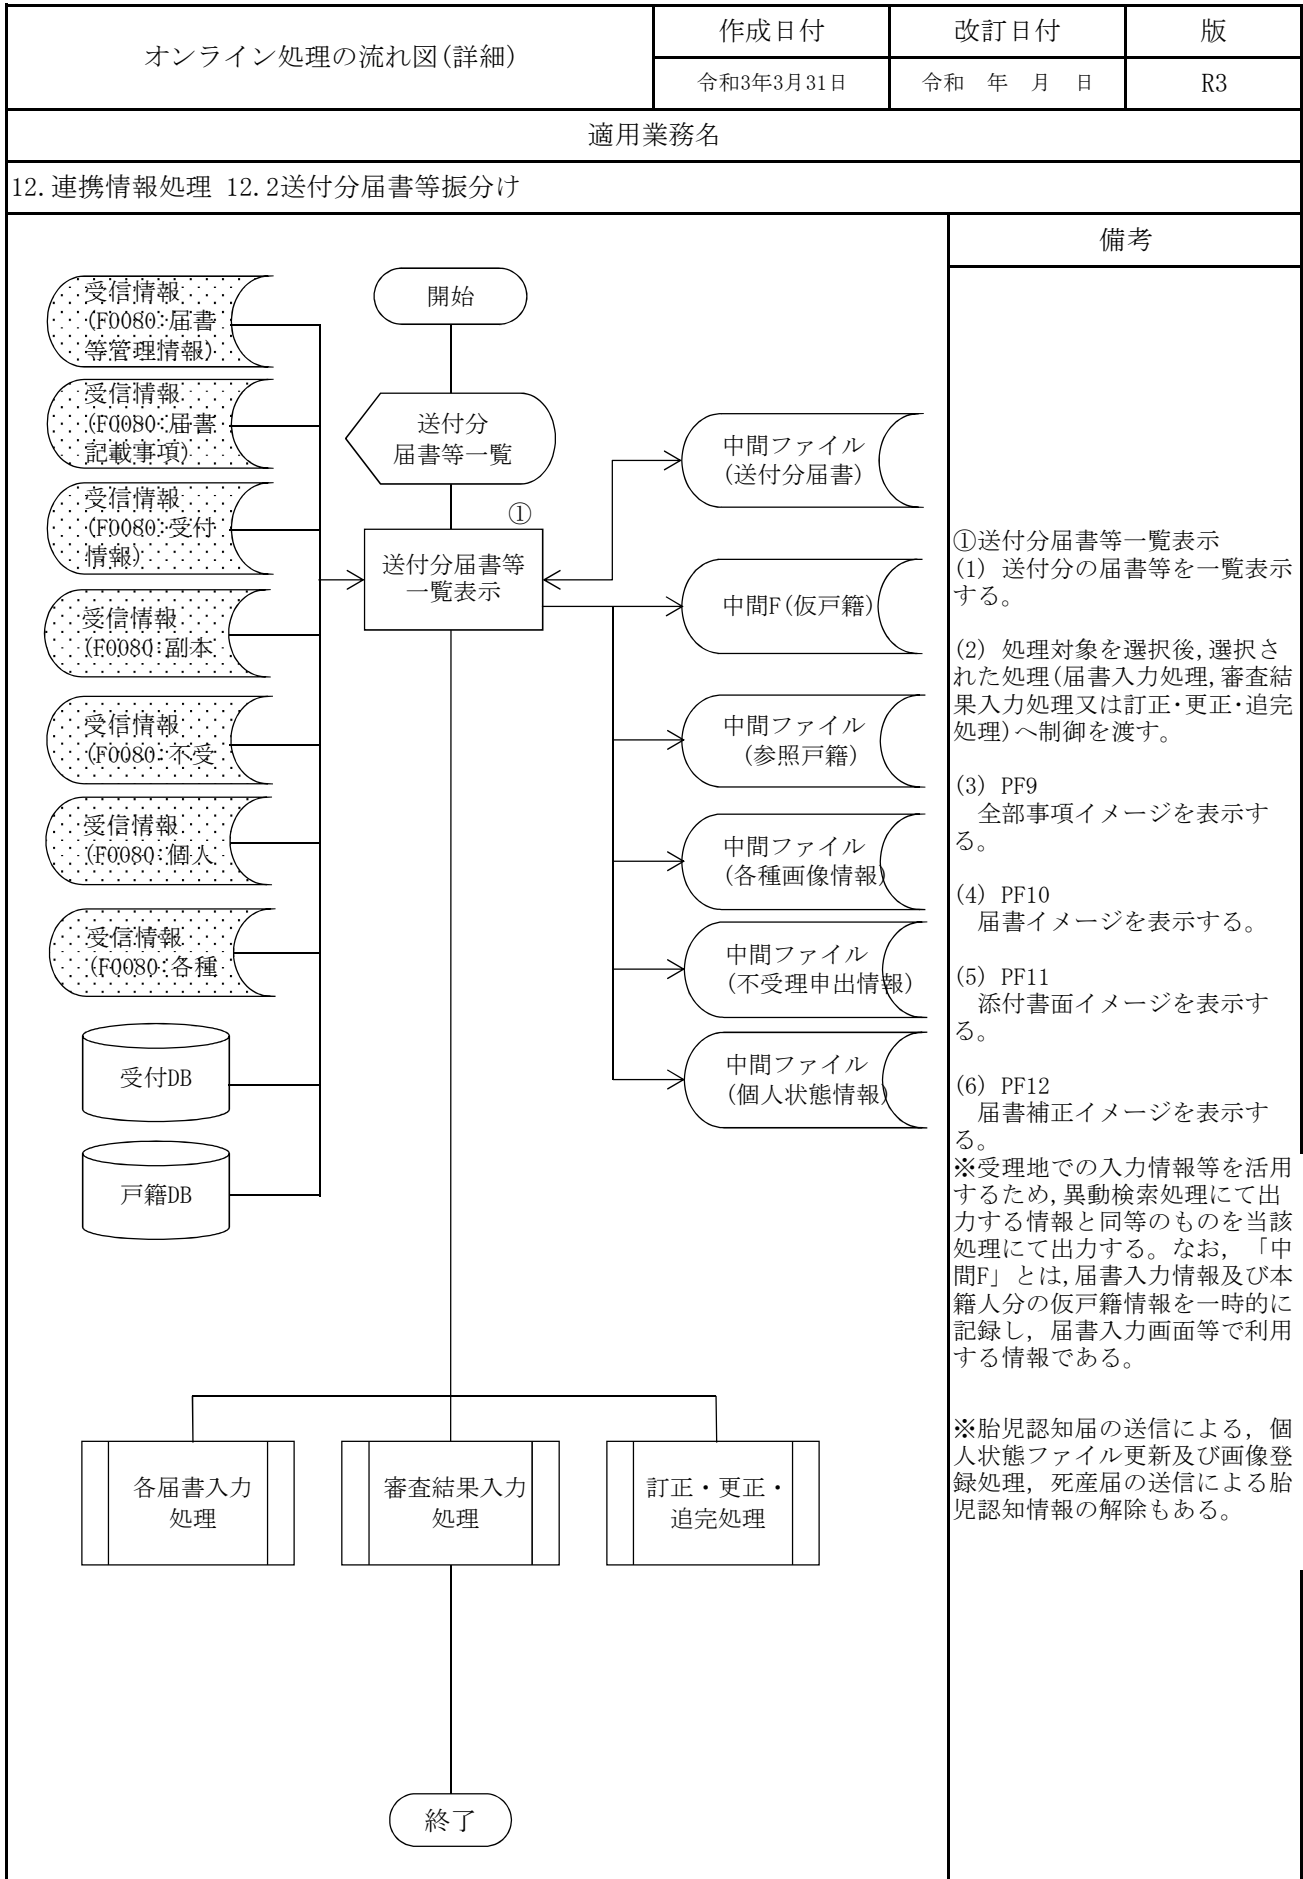 オンライン処理の流れ図(詳細)
作成日付
改訂日付
版
令和3年3月31日
令和　年　月　日
R3
適用業務名
12.連携情報処理 12.2送付分届書等振分け
備考
受信情報
(F0080:届書
等管理情報)
受信情報
(F0080:届書
記載事項)
受信情報
(F0080:受付
情報)
受信情報
(F0080:副本
受信情報
(F0080:不受
受信情報
(F0080:個人
受信情報
(F0080:各種
受付DB
戸籍DB
開始
送付分
届書等一覧
①
送付分届書等
一覧表示
中間ファイル
(送付分届書)
中間F(仮戸籍)
中間ファイル
(参照戸籍)
中間ファイル
(各種画像情報)
中間ファイル
(不受理申出情報)
中間ファイル
(個人状態情報)
各届書入力
処理
審査結果入力
処理
訂正・更正・
追完処理
終了
①送付分届書等一覧表示
(1) 送付分の届書等を一覧表示
する。
(2) 処理対象を選択後,選択さ
れた処理(届書入力処理,審査結
果入力処理又は訂正･更正･追完
処理)へ制御を渡す。
(3) PF9
　全部事項イメージを表示す
る。
(4) PF10
　届書イメージを表示する。
(5) PF11
　添付書面イメージを表示す
る。
(6) PF12
　届書補正イメージを表示す
る。
※受理地での入力情報等を活用
するため,異動検索処理にて出
力する情報と同等のものを当該
処理にて出力する。なお，「中
間F」とは,届書入力情報及び本
籍人分の仮戸籍情報を一時的に
記録し，届書入力画面等で利用
する情報である。
※胎児認知届の送信による，個
人状態ファイル更新及び画像登
録処理，死産届の送信による胎
児認知情報の解除もある。